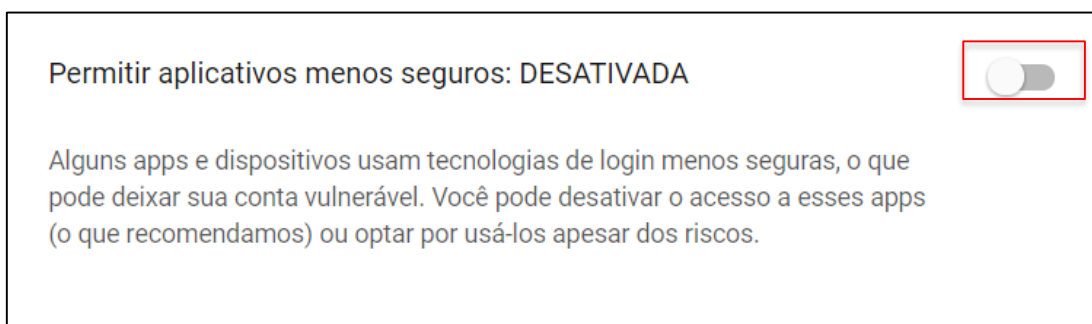 Permitir aplicativos menos seguros: DESATIVADA
Alguns apps e dispositivos usam tecnologias de login menos seguras, o que
pode deixar sua conta vulnerável. Você pode desativar o acesso a esses apps
(o que recomendamos) ou optar por usá-los apesar dos riscos.